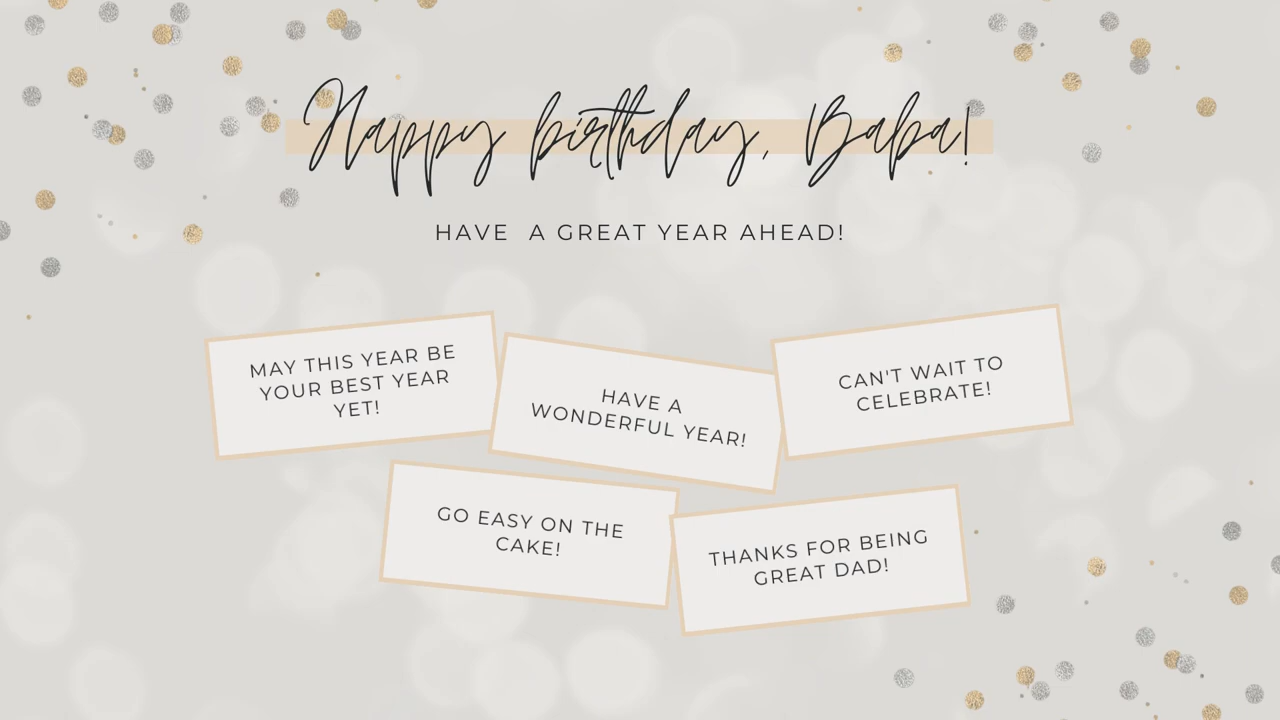 Happy birthday, Baba!
HAVE A GREAT YEAR AHEAD!
MAY THIS YEAR BE
YOUR BEST YEAR
YET!
HAVE A
WONDERFUL YEAR!
CAN'T WAIT TO
CELEBRATE!
GO EASY ON THE
CAKE!
THANKS FOR BEING
GREAT DAD!